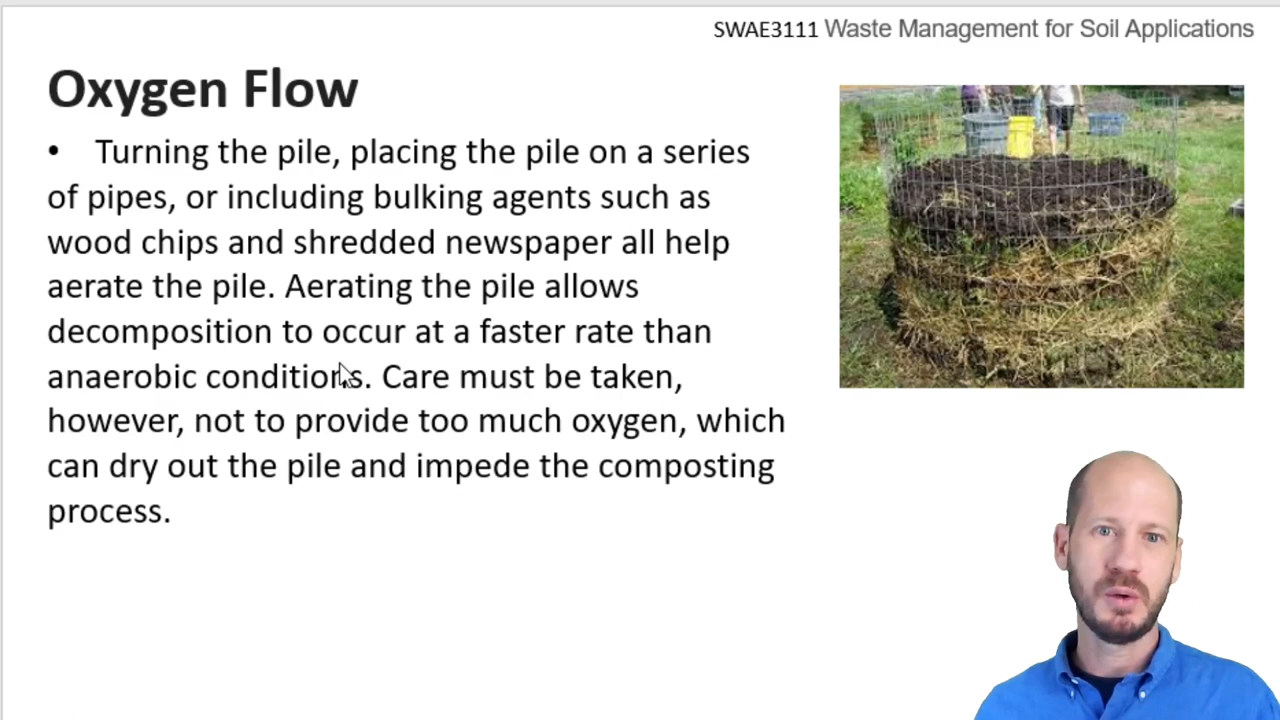 SWAE3111 Waste Management for Soil Applications
Oxygen Flow
• Turning the pile, placing the pile on a series
of pipes, or including bulking agents such as
wood chips and shredded newspaper all help
aerate the pile. Aerating the pile allows
decomposition to occur at a faster rate than
anaerobic conditions. Care must be taken,
however, not to provide too much oxygen, which
can dry out the pile and impede the composting
process.